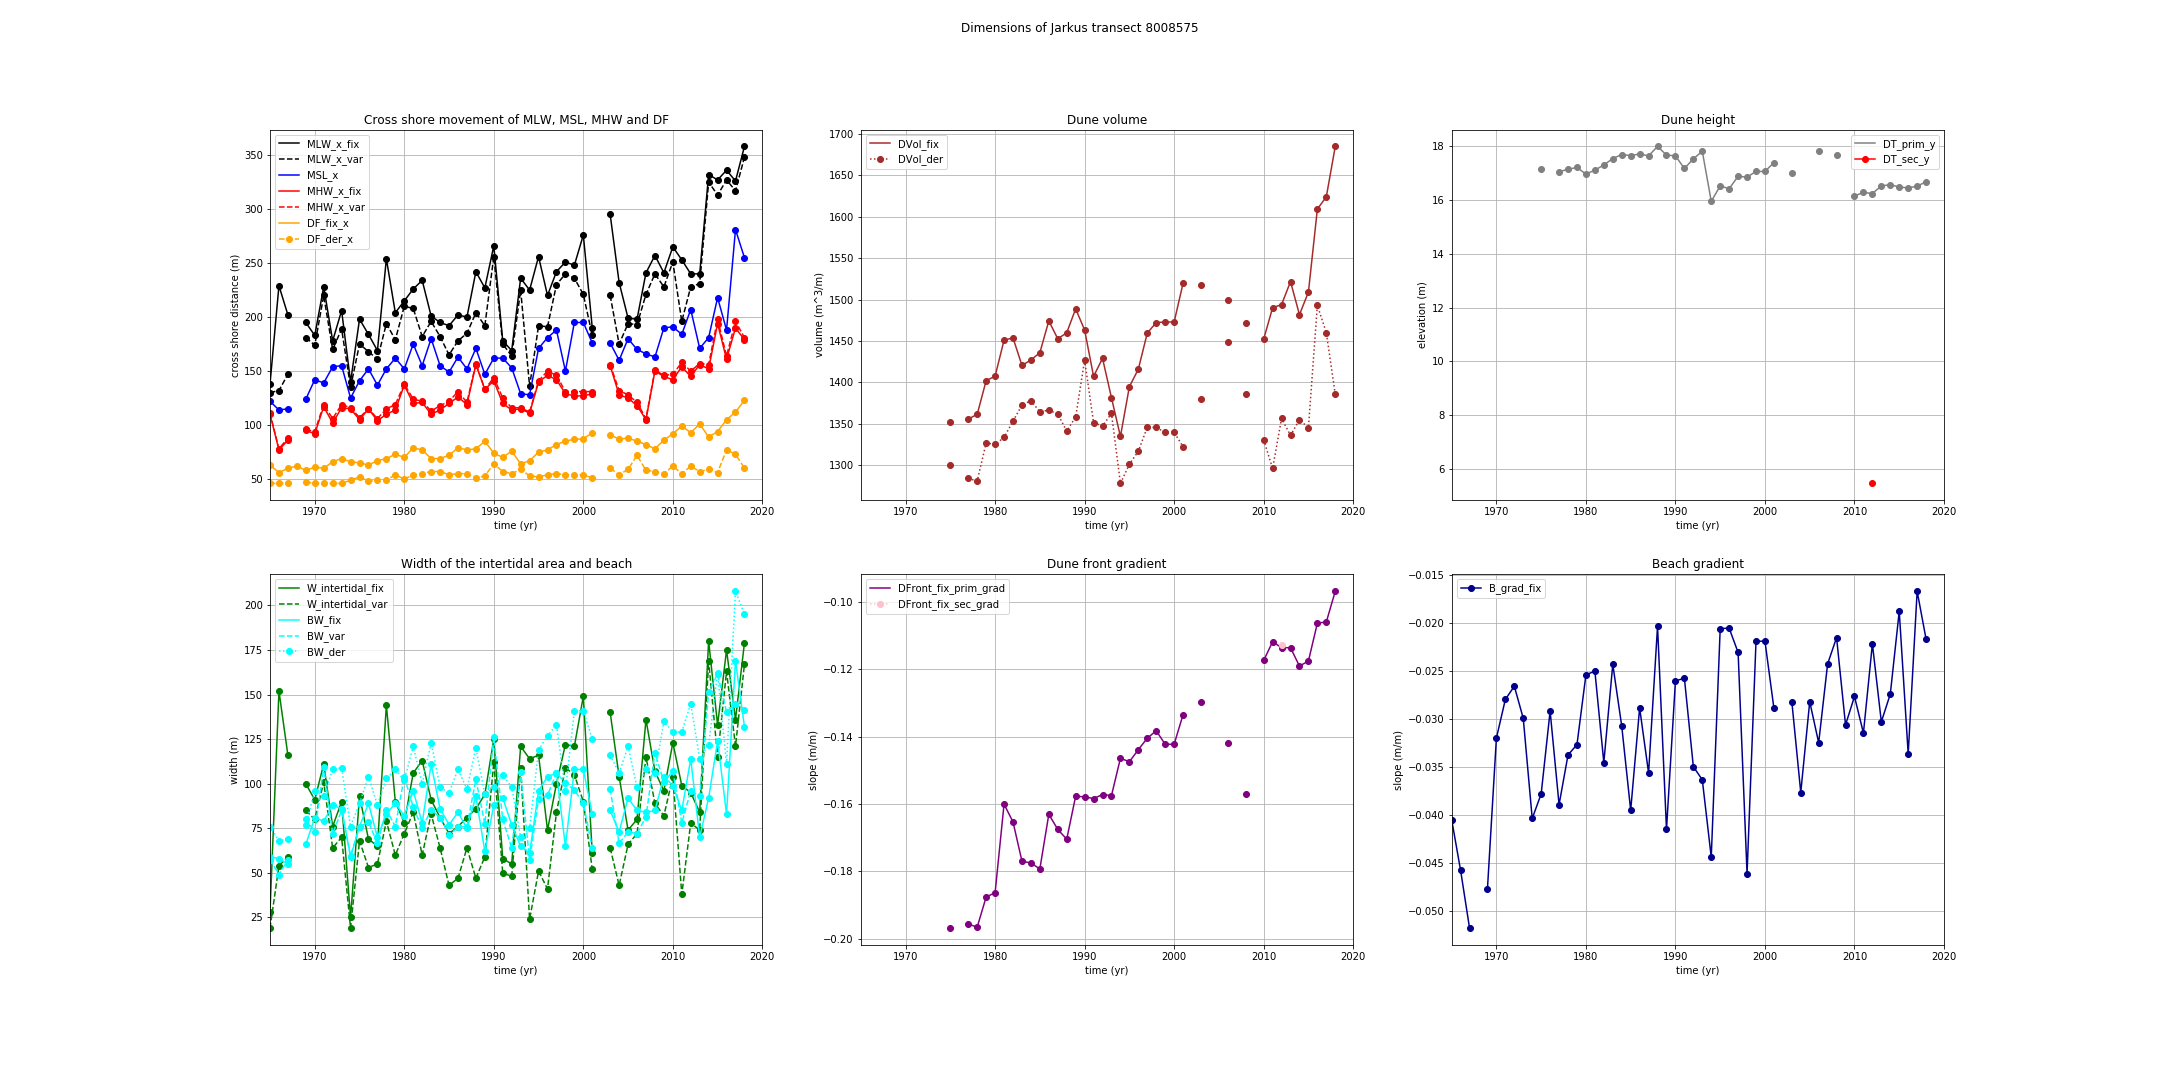 Dimensions of Jarkus transect 8008575
Cross shore movement of MLW, MSL, MHW and DF
MLW_x_fix
MLW_x_var
MSL_x
MHW_x_fix
MHW_x_var
DF_fix_x
DF_der_x
350
300
250
200
150
100
50
cross shore distance (m)
1970 1980 1990 2000 2010 2020
time (yr)
Dune volume
DVol_fix
DVol_der
1700
1650
1600
1550
1500
1450
1400
1350
1300
volume (m^3/m)
1970 1980 1990 2000 2010 2020
time (yr)
Dune height
DT_prim_y
DT_sec_y
18
16
14
12
10
8
6
elevation (m)
1970 1980 1990 2000 2010 2020
time (yr)
Width of the intertidal area and beach
W_intertidal_fix
W_intertidal_var
BW_fix
BW_var
BW_der
200
175
150
125
100
75
50
25
width (m)
1970 1980 1990 2000 2010 2020
time (yr)
Dune front gradient
DFront_fix_prim_grad
DFront_fix_sec_grad
−0.10
−0.12
−0.14
−0.16
−0.18
−0.20
slope (m/m)
1970 1980 1990 2000 2010 2020
time (yr)
Beach gradient
B_grad_fix
−0.015
−0.020
−0.025
−0.030
−0.035
−0.040
−0.045
−0.050
slope (m/m)
1970 1980 1990 2000 2010 2020
time (yr)